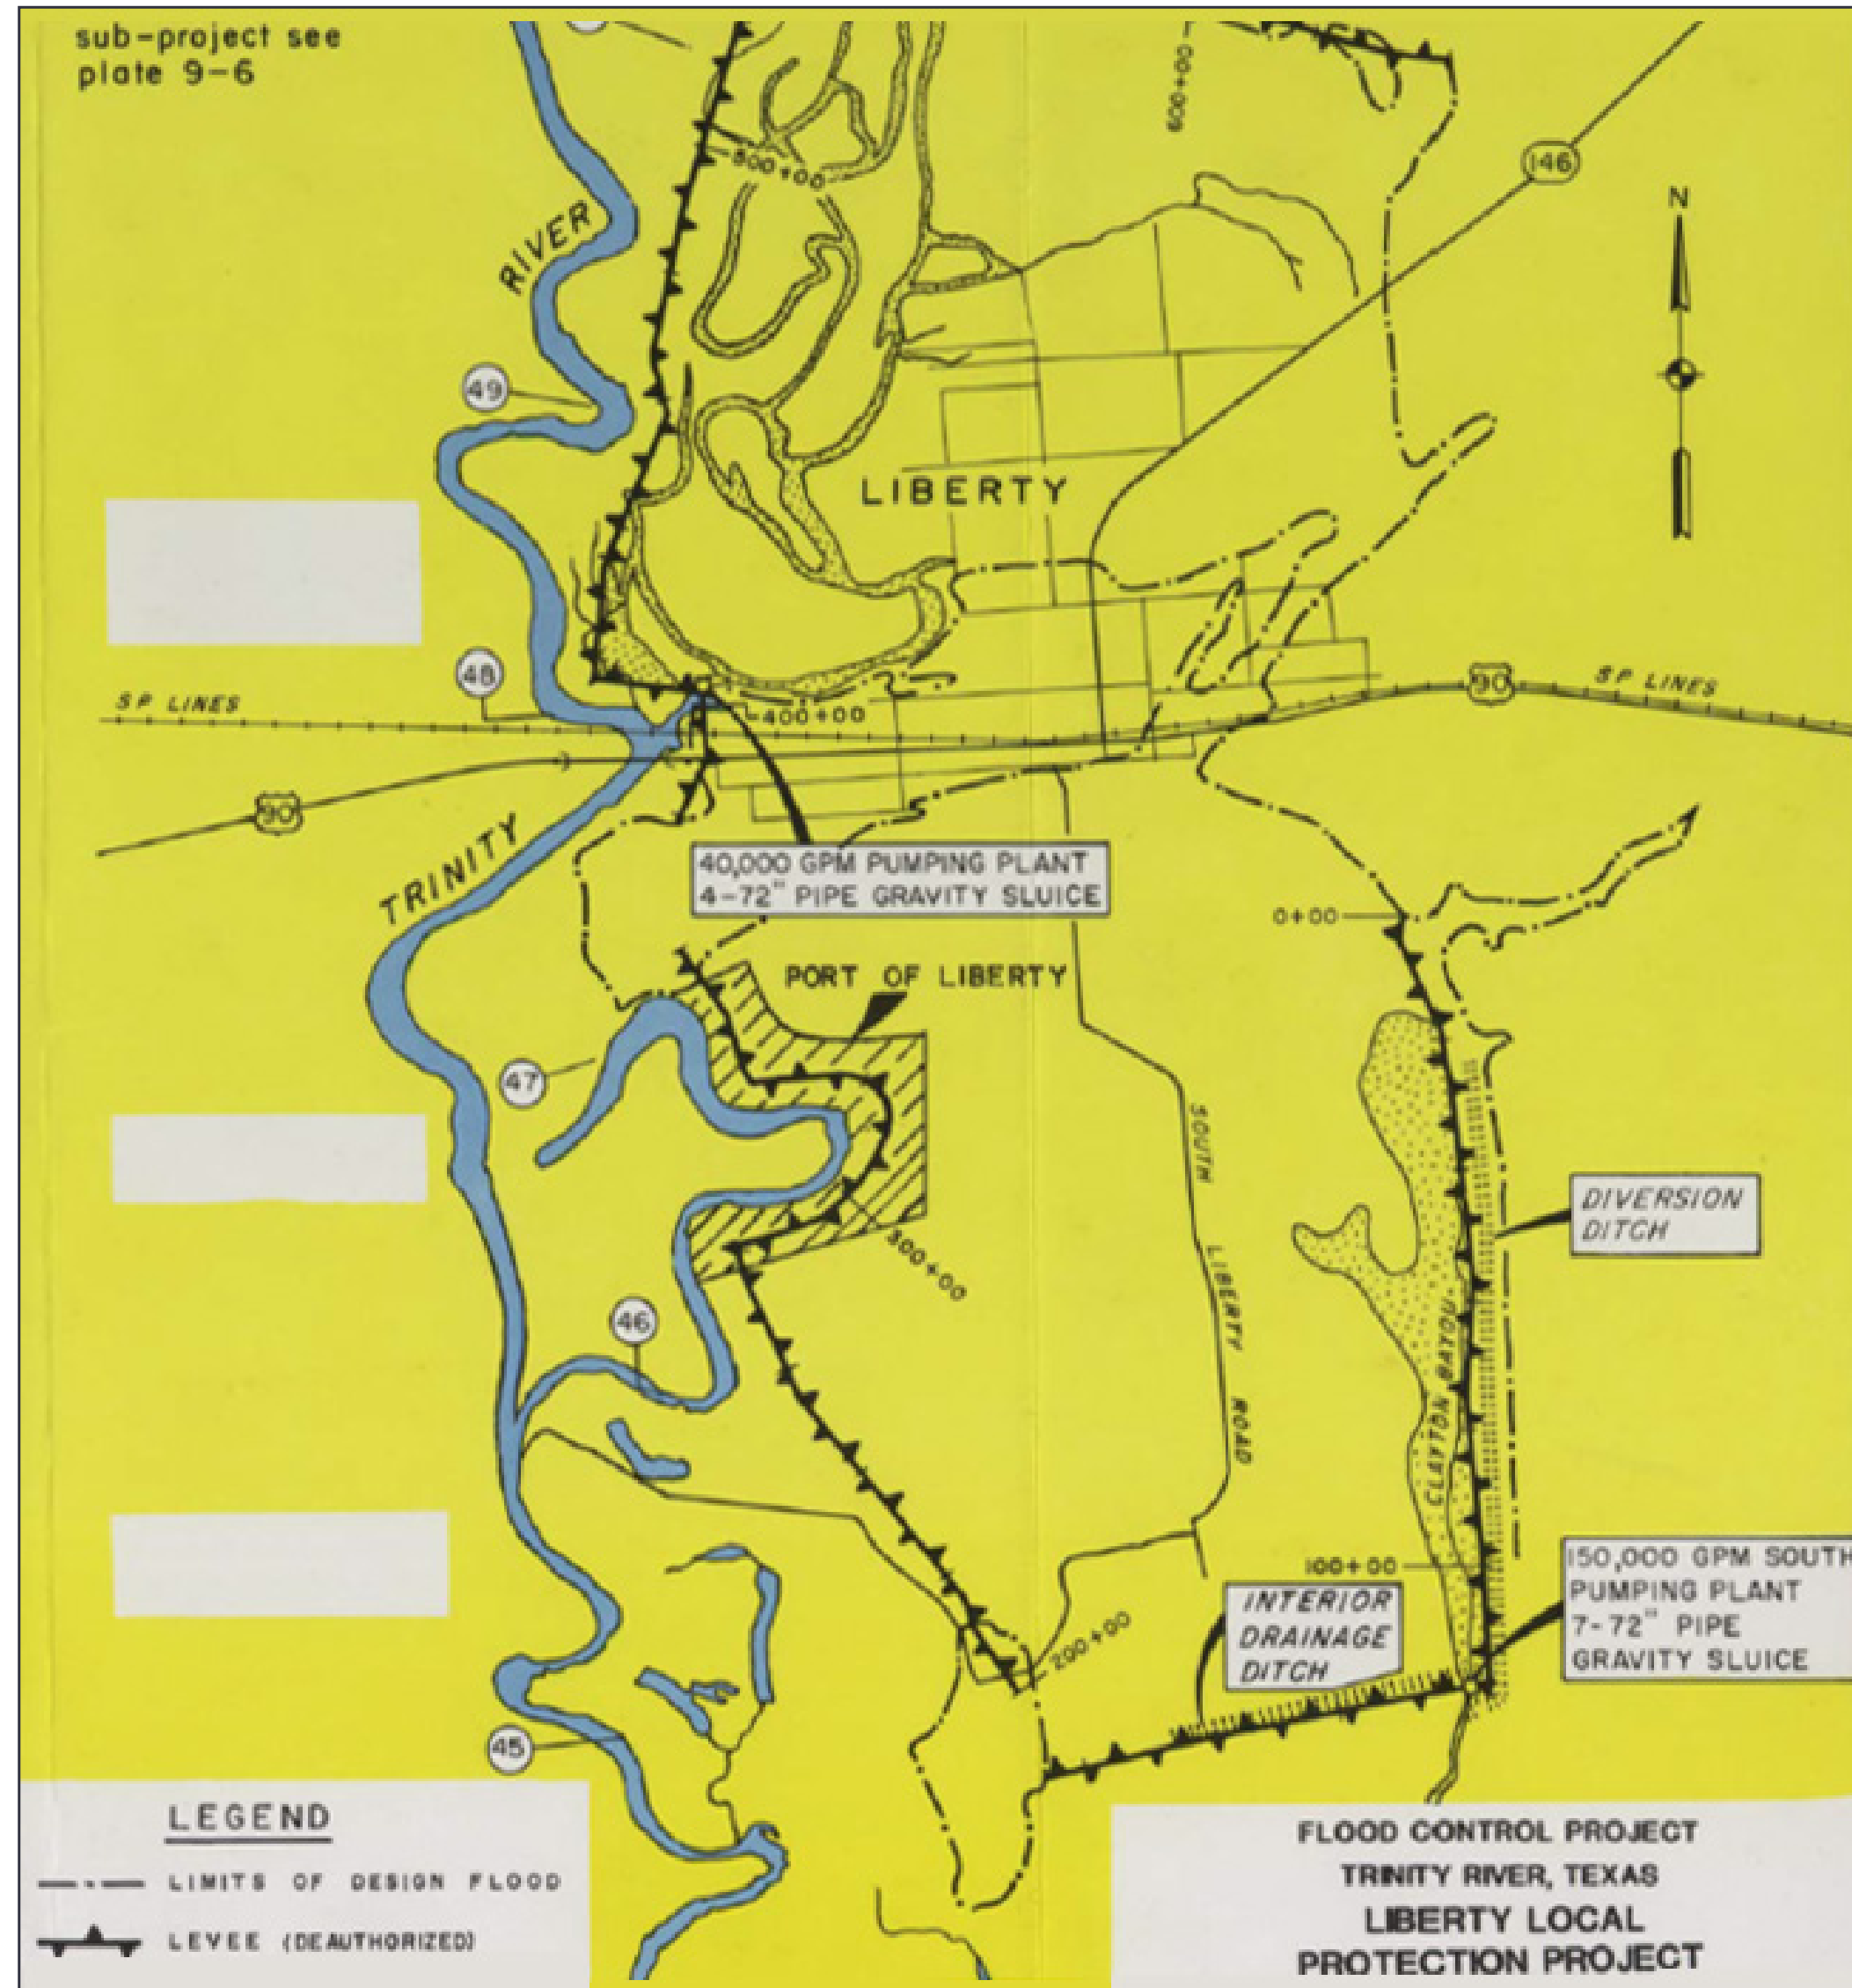 sub-project see
plate 9-6
600+00
146
N
500+00
RIVER
49
LIBERTY
48
SP LINES
90
SP LINES
400+00
90
TRINITY
40,000 GPM PUMPING PLANT
4-72" PIPE GRAVITY SLUICE
0+00
PORT OF LIBERTY
47
SOUTH LIBERTY ROAD
DIVERSION
DITCH
300+00
46
CLAYTON BAYOU
100+00
150,000 GPM SOUTH
PUMPING PLANT
7-72" PIPE
GRAVITY SLUICE
INTERIOR
DRAINAGE
DITCH
200+00
45
LEGEND
LIMITS OF DESIGN FLOOD
LEVEE (DEAUTHORIZED)
FLOOD CONTROL PROJECT
TRINITY RIVER, TEXAS
LIBERTY LOCAL
PROTECTION PROJECT